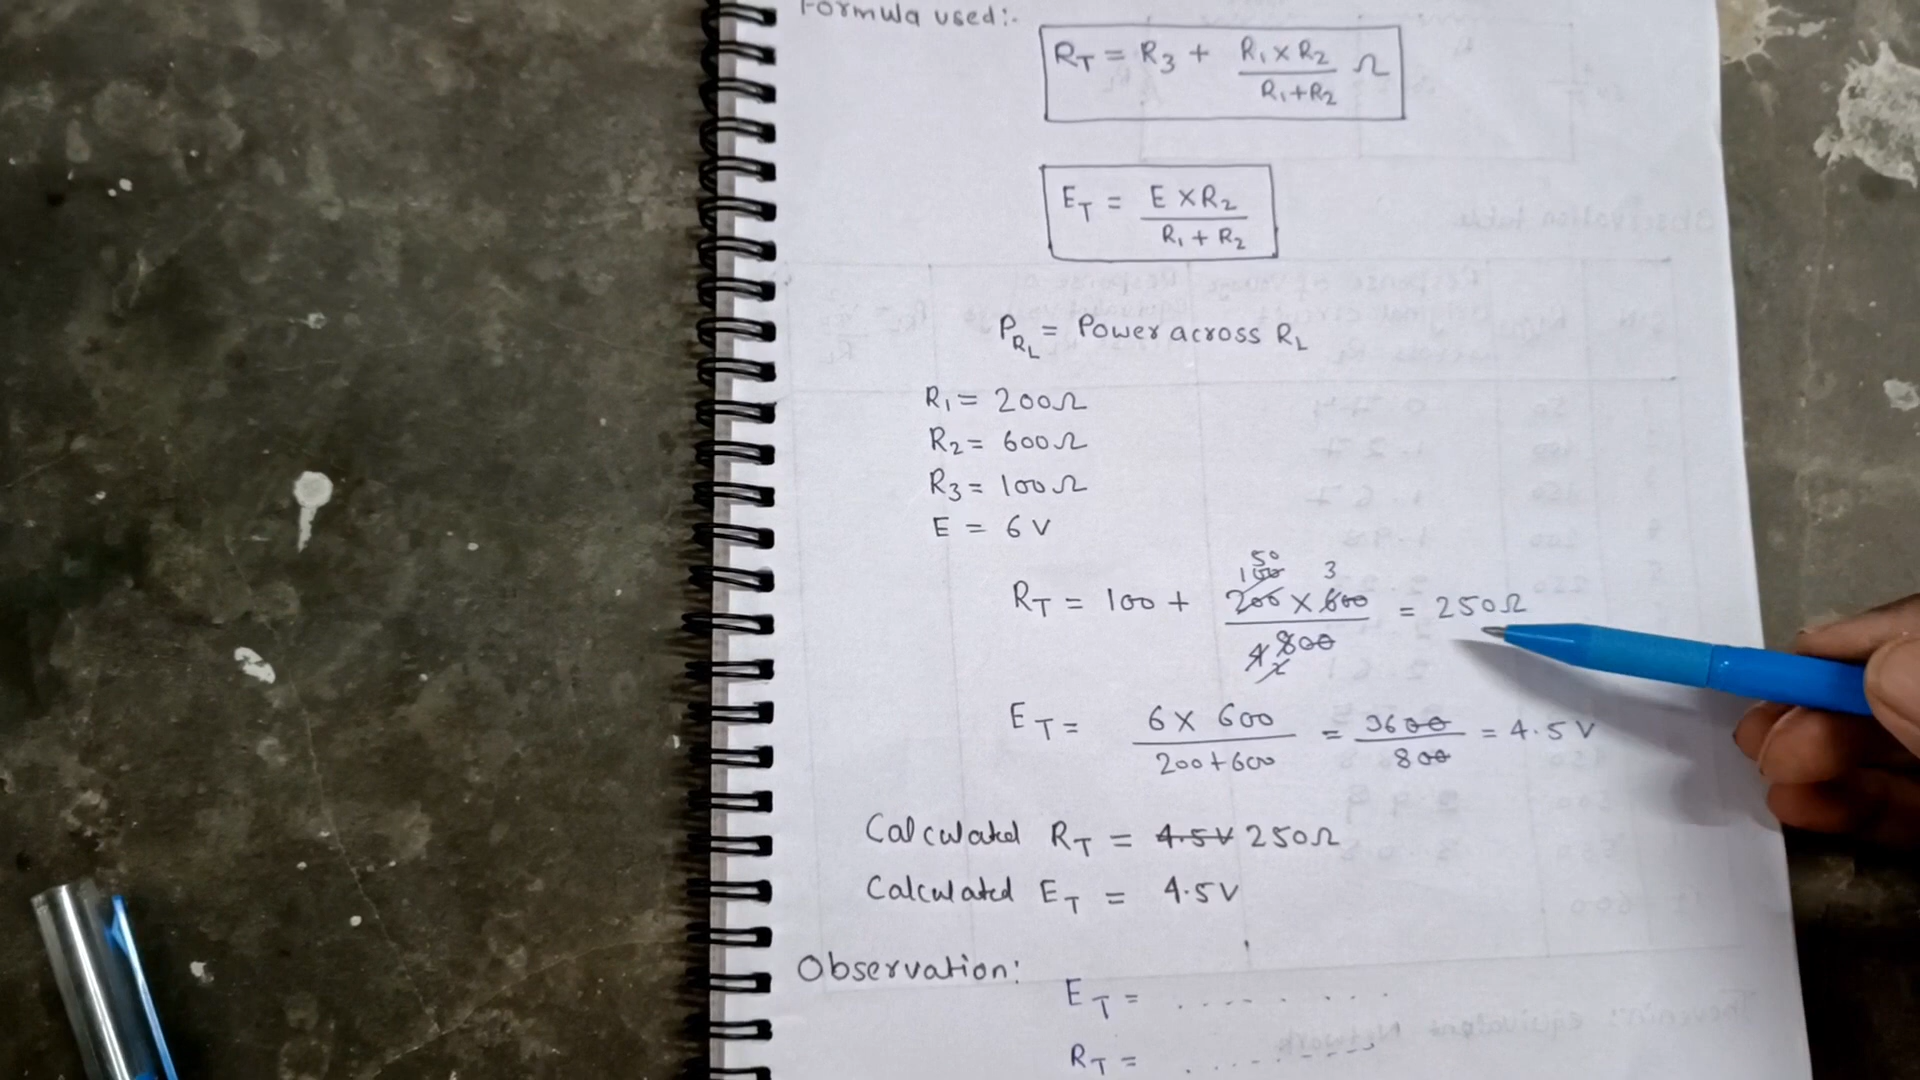 Formula used:-
RT = R3 + R1 x R2 / R1+R2 Ω
ET = E x R2 / R1 + R2
PRL = Power across RL
R1 = 200Ω
R2 = 600Ω
R3 = 100Ω
E = 6 V
RT = 100 + 200 x 600 / 800 = 250Ω
ET = 6 x 600 / 200+600 = 3600 / 800 = 4.5 V
Calculated RT = 4.5V 250Ω
Calculated ET = 4.5V
Observation:
ET = ........
RT = ........